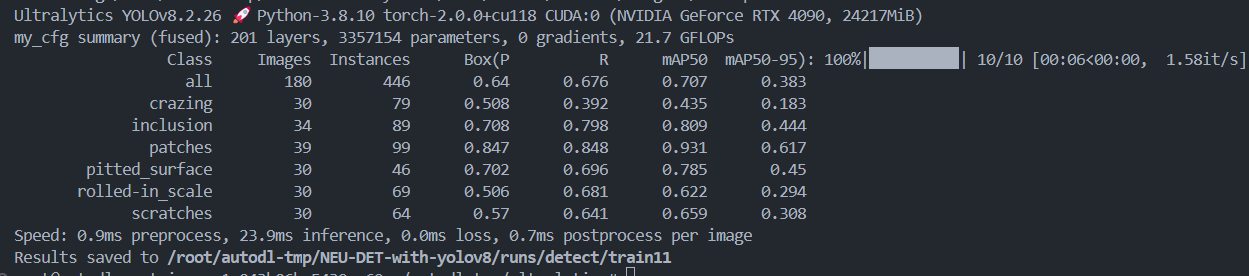 Ultralytics YOLOv8.2.26 🚀 Python-3.8.10 torch-2.0.0+cu118 CUDA:0 (NVIDIA GeForce RTX 4090, 24217MiB)
my_cfg summary (fused): 201 layers, 3357154 parameters, 0 gradients, 21.7 GFLOPs
Class Images Instances Box(P R mAP50 mAP50-95): 100%|██████████| 10/10 [00:06<00:00, 1.58it/s]
all 180 446 0.64 0.676 0.707 0.383
crazing 30 79 0.508 0.392 0.435 0.183
inclusion 34 89 0.708 0.798 0.809 0.444
patches 39 99 0.847 0.848 0.931 0.617
pitted_surface 30 46 0.702 0.696 0.785 0.45
rolled-in_scale 30 69 0.506 0.681 0.622 0.294
scratches 30 64 0.57 0.641 0.659 0.308
Speed: 0.9ms preprocess, 23.9ms inference, 0.0ms loss, 0.7ms postprocess per image
Results saved to /root/autodl-tmp/NEU-DET-with-yolov8/runs/detect/train11